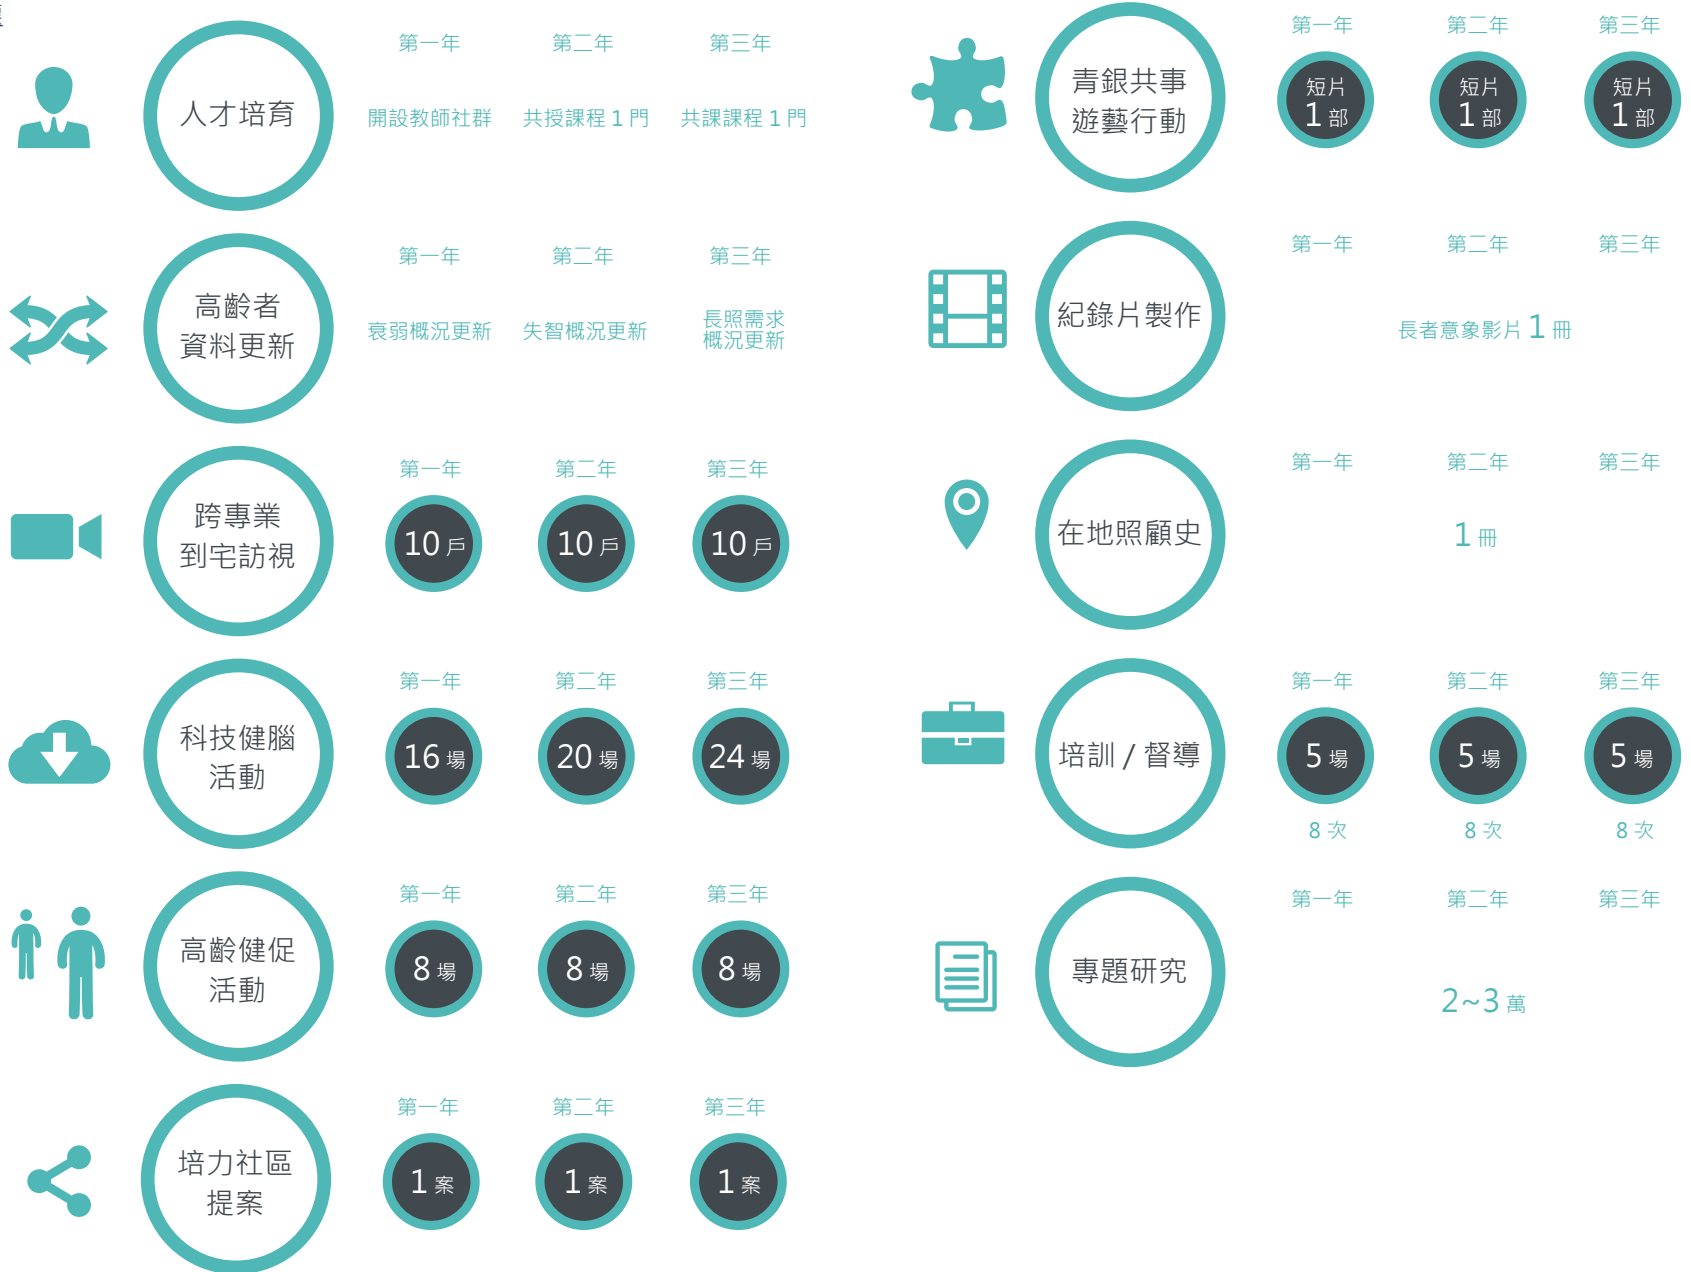 人才培育
第一年 第二年 第三年
開設教師社群 共授課程 1 門 共課課程 1 門
高齡者
資料更新
第一年 第二年 第三年
衰弱概況更新 失智概況更新 長照需求
概況更新
跨專業
到宅訪視
第一年 第二年 第三年
10 戶 10 戶 10 戶
科技健腦
活動
第一年 第二年 第三年
16 場 20 場 24 場
高齡健促
活動
第一年 第二年 第三年
8 場 8 場 8 場
培力社區
提案
第一年 第二年 第三年
1 案 1 案 1 案
青銀共事
遊藝行動
第一年 第二年 第三年
短片 短片 短片
1 部 1 部 1 部
紀錄片製作
第一年 第二年 第三年
長者意象影片 1 冊
在地照顧史
第一年 第二年 第三年
1 冊
培訓 / 督導
第一年 第二年 第三年
5 場 5 場 5 場
8 次 8 次 8 次
專題研究
第一年 第二年 第三年
2~3 萬